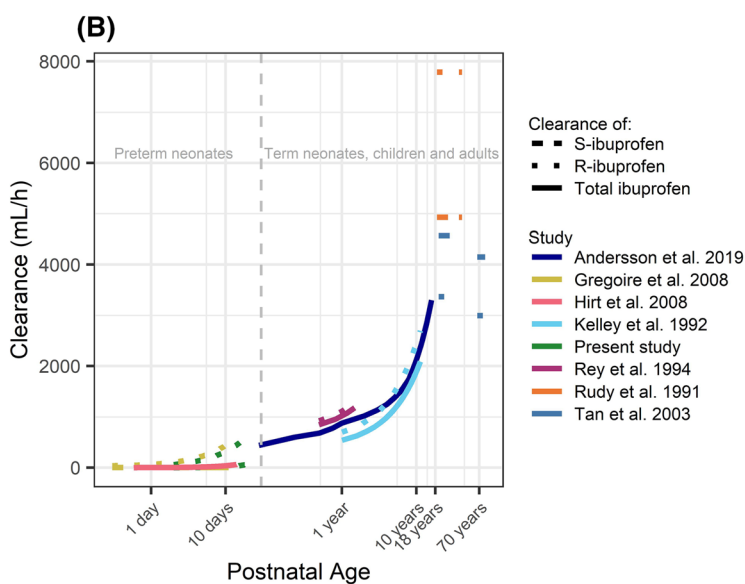 (B)
8000
6000
4000
2000
0
Clearance (mL/h)
Preterm neonates
Term neonates, children and adults
1 day
10 days
1 year
10 years
18 years
70 years
Postnatal Age
Clearance of:
S-ibuprofen
R-ibuprofen
Total ibuprofen
Study
Andersson et al. 2019
Gregoire et al. 2008
Hirt et al. 2008
Kelley et al. 1992
Present study
Rey et al. 1994
Rudy et al. 1991
Tan et al. 2003